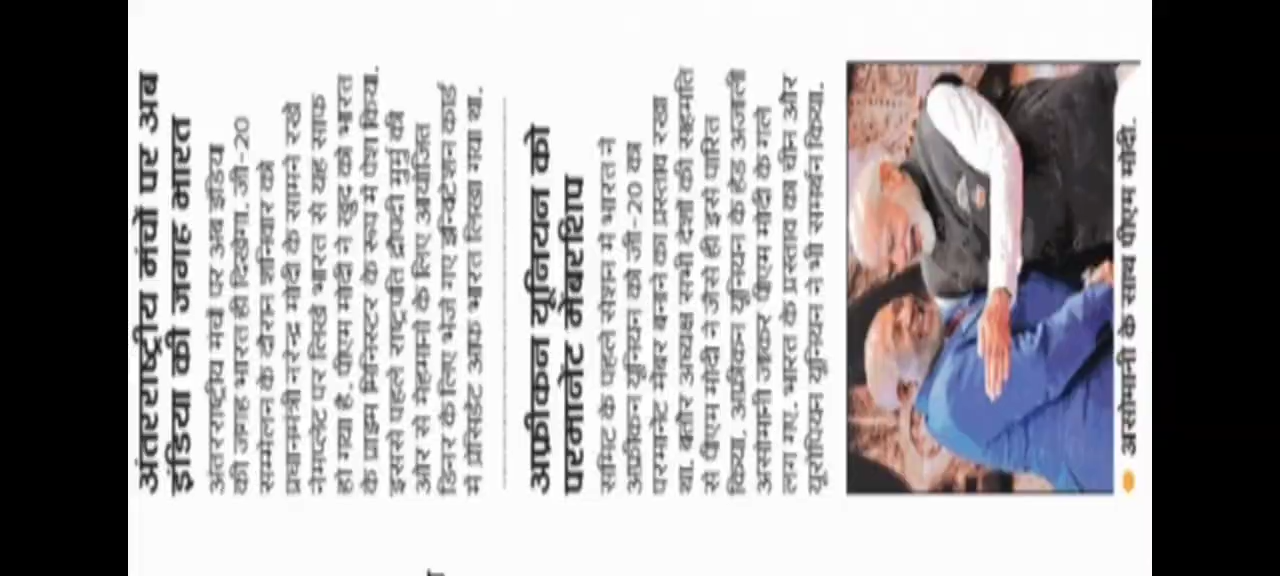 अंतरराष्ट्रीय मंचों पर अब
इंडिया की जगह भारत
अंतरराष्ट्रीय मंचों पर अब इंडिया
की जगह भारत ही दिखेगा. जी-20
सम्मेलन के दौरान शनिवार को
प्रधानमंत्री नरेन्द्र मोदी के सामने रखे
नेमप्लेट पर लिखे भारत से यह साफ
हो गया है. पीएम मोदी ने खुद को भारत
के प्राइम मिनिस्टर के रूप में पेश किया.
इससे पहले राष्ट्रपति द्रौपदी मुर्मु की
ओर से मेहमानों के लिए आयोजित
डिनर के लिए भेजे गए इन्विटेशन कार्ड
में प्रेसिडेंट ऑफ भारत लिखा गया था.
अफ्रीकन यूनियन को
परमानेंट मेंबरशिप
समिट के पहले सेशन में भारत ने
अफ्रीकन यूनियन को जी-20 का
परमानेंट मेंबर बनाने का प्रस्ताव रखा
था. बतौर अध्यक्ष सभी देशों की सहमति
से पीएम मोदी ने जैसे ही इसे पारित
किया, अफ्रीकन यूनियन के हेड अजाली
असोमानी जाकर पीएम मोदी के गले
लग गए. भारत के प्रस्ताव का चीन और
यूरोपियन यूनियन ने भी समर्थन किया.
असोमानी के साथ पीएम मोदी.